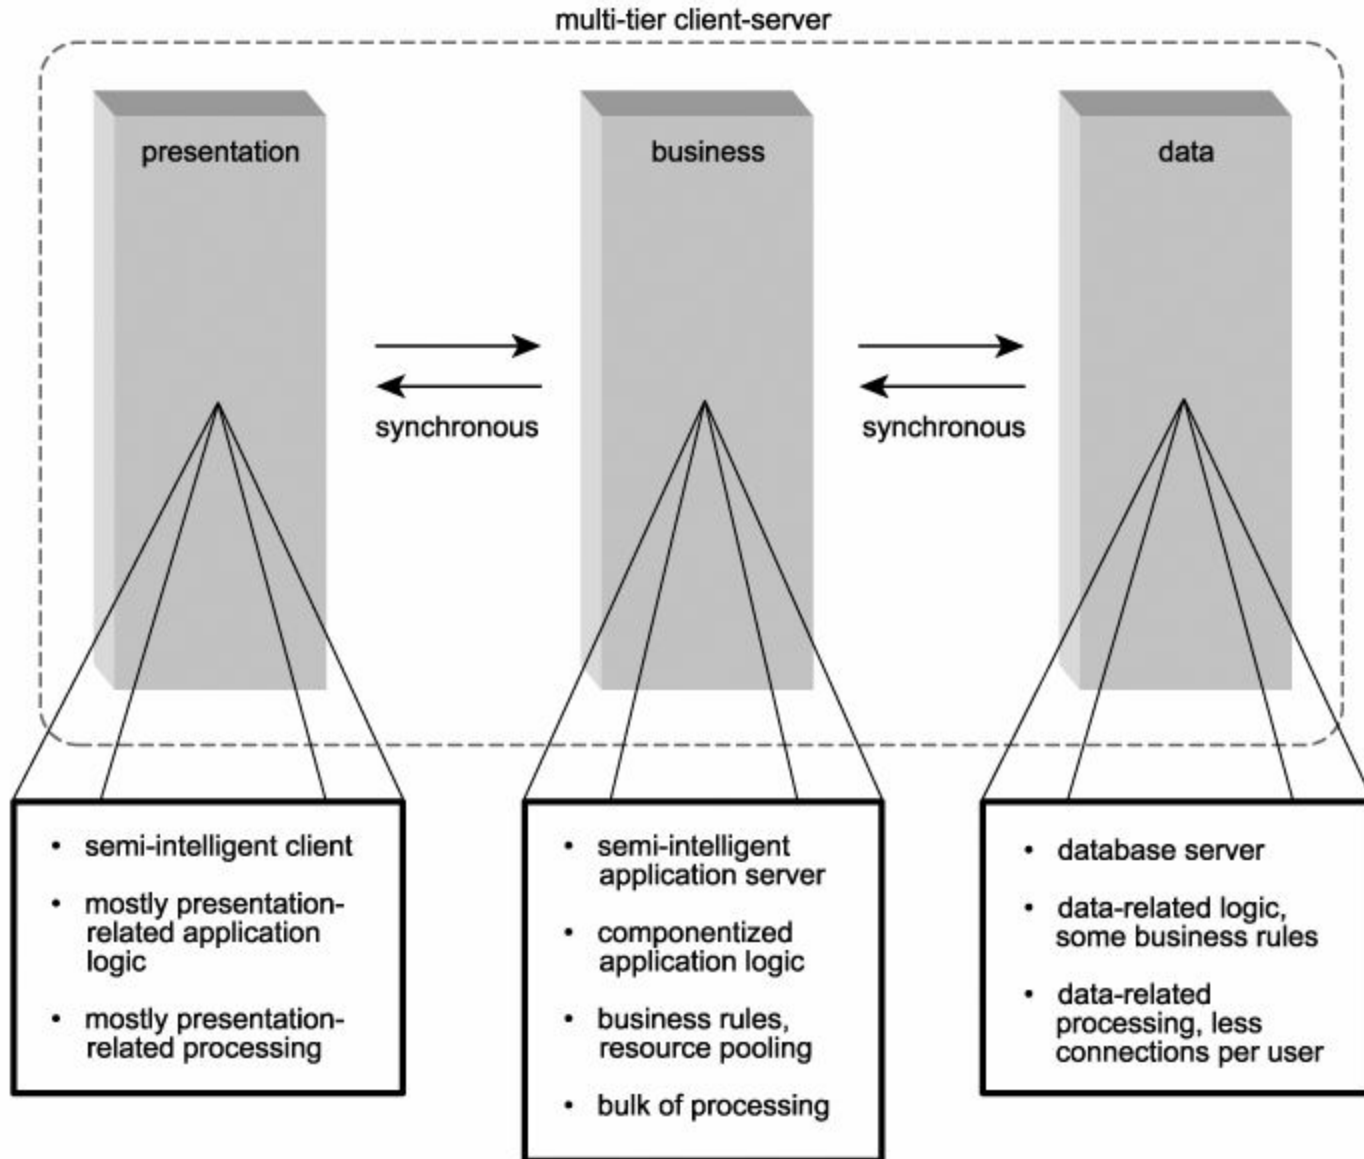 multi-tier client-server
presentation
business
data
synchronous
synchronous
• semi-intelligent client
• mostly presentation-
related application
logic
• mostly presentation-
related processing
• semi-intelligent
application server
• componentized
application logic
• business rules,
resource pooling
• bulk of processing
• database server
• data-related logic,
some business rules
• data-related
processing, less
connections per user